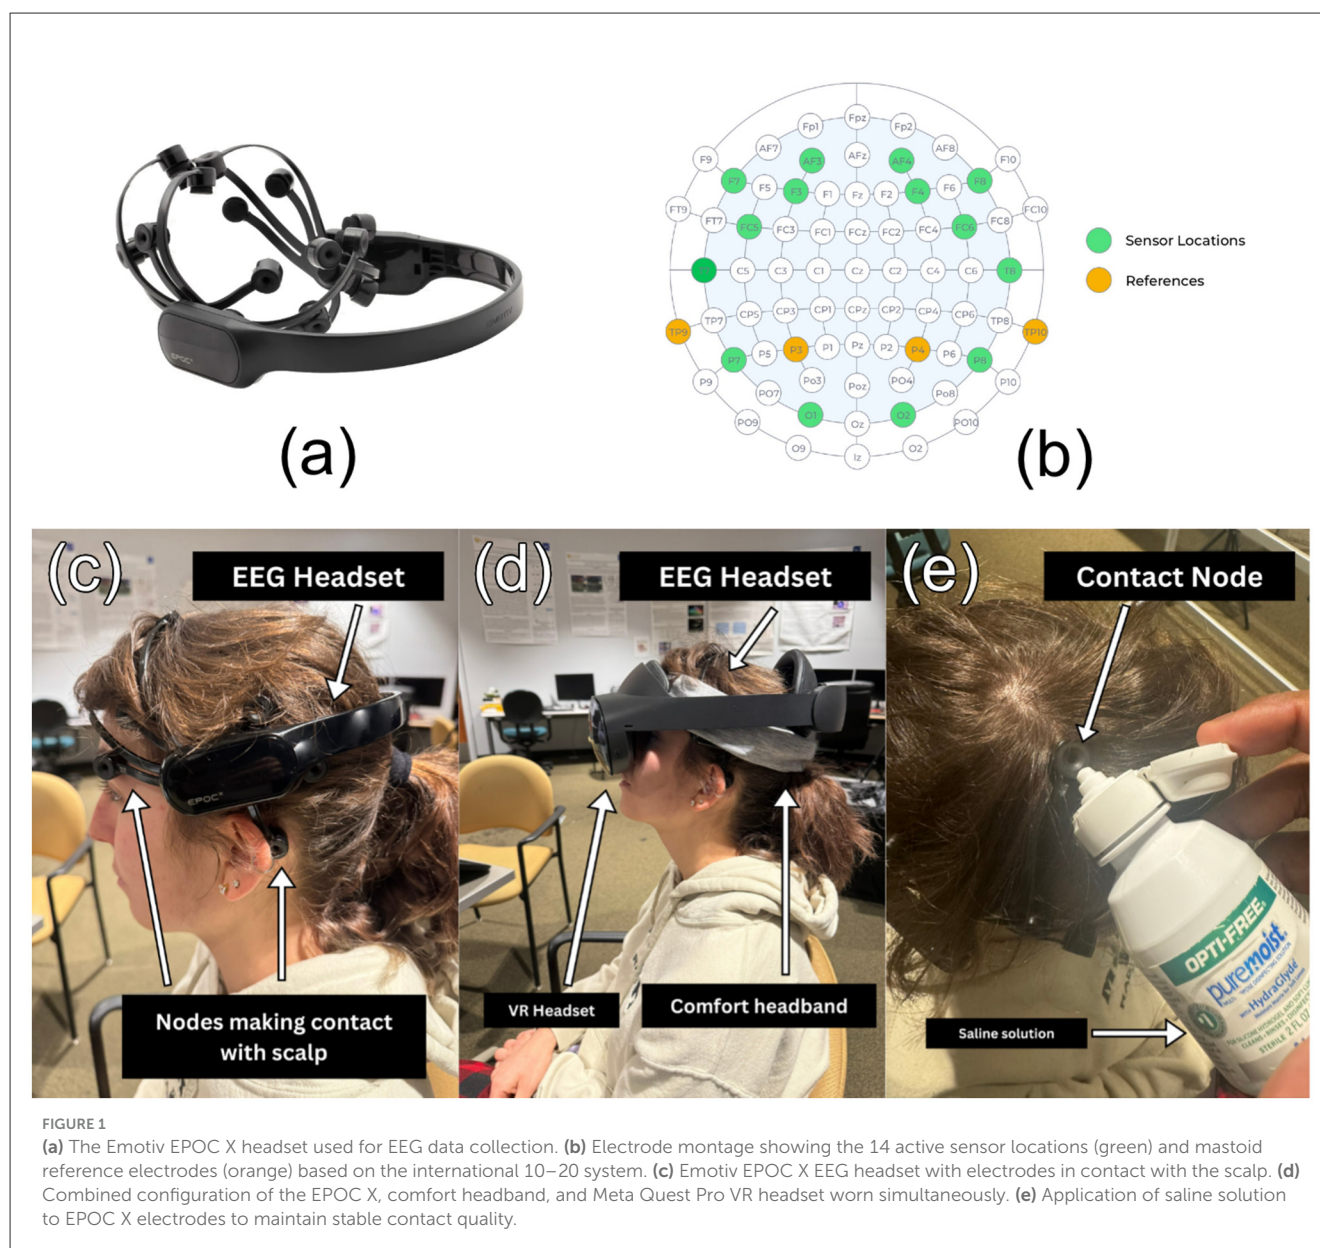 EPOC X
(a)
Fpz
Fp1 Fp2
AF7 AF3 AFz AF4 AF8
F9 F7 F5 F3 F1 Fz F2 F4 F6 F8 F10
FT9 FT7 FC5 FC3 FC1 FCz FC2 FC4 FC6 FC8 FC10
C5 C3 C1 Cz C2 C4 C6 T8
TP9 TP7 CP5 CP3 CP1 CPz CP2 CP4 CP6 TP8 TP10
P9 P7 P5 P3 P1 Pz P2 P4 P6 P8 P10
PO9 PO7 Po3 Poz PO4 Po8 PO10
O1 Oz O2
O9 Iz O2
Sensor Locations
References
(b)
(c)
EEG Headset
EPOC X
Nodes making contact
with scalp
(d)
EEG Headset
VR Headset
Comfort headband
(e)
Contact Node
Saline solution
OPTI-FREE
puremoist
with HydraGlyde
STERILE 2 FL OZ
FIGURE 1
(a) The Emotiv EPOC X headset used for EEG data collection. (b) Electrode montage showing the 14 active sensor locations (green) and mastoid
reference electrodes (orange) based on the international 10–20 system. (c) Emotiv EPOC X EEG headset with electrodes in contact with the scalp. (d)
Combined configuration of the EPOC X, comfort headband, and Meta Quest Pro VR headset worn simultaneously. (e) Application of saline solution
to EPOC X electrodes to maintain stable contact quality.